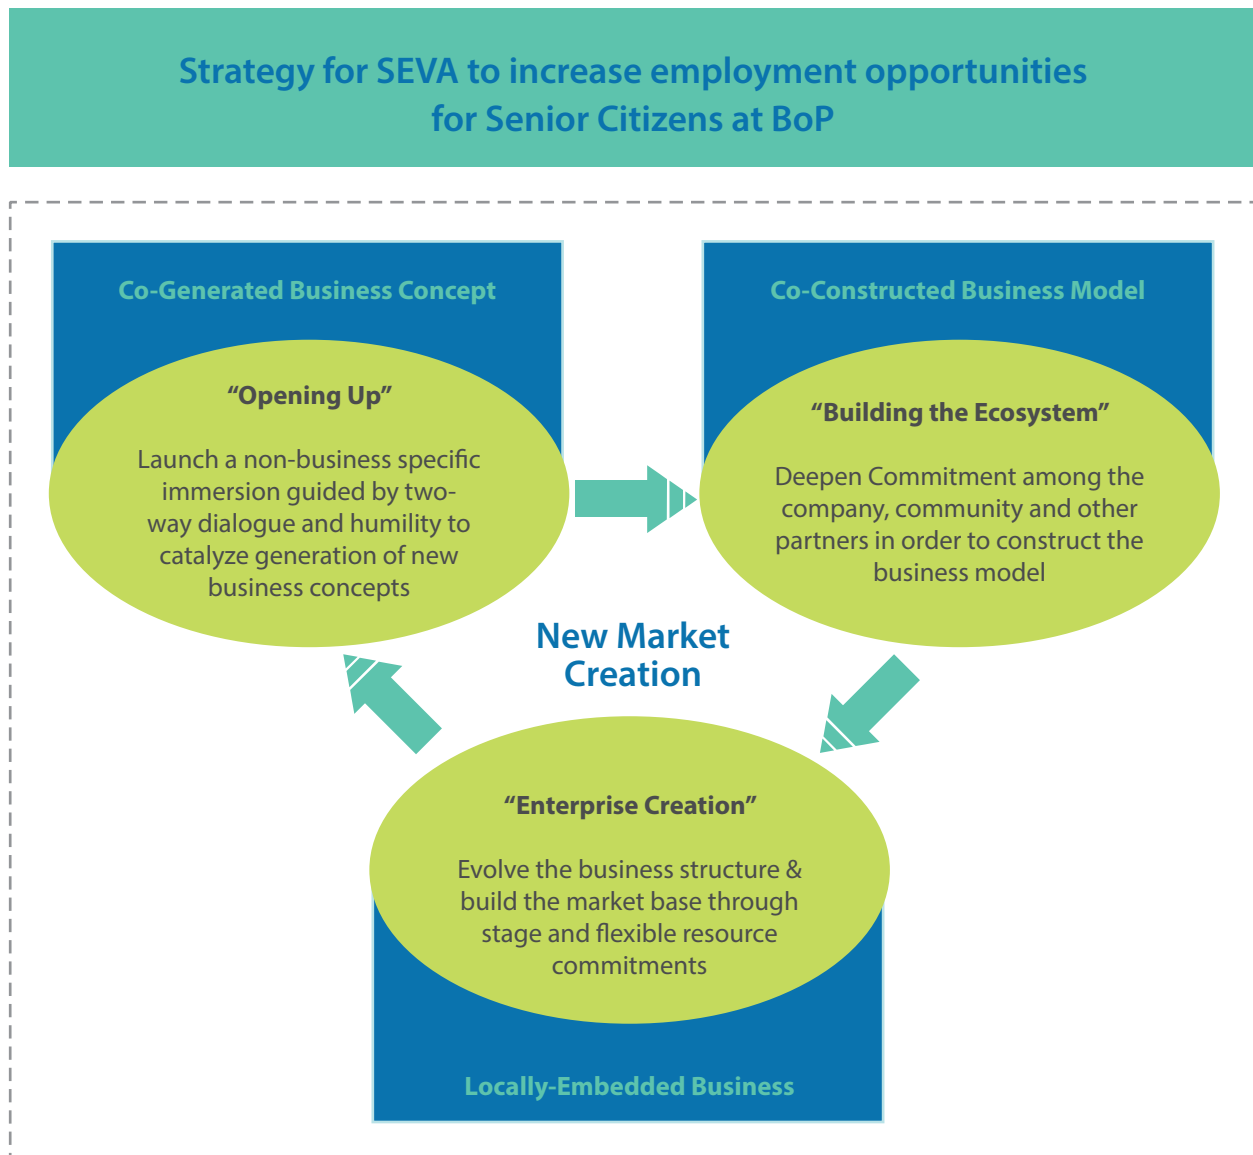 Strategy for SEVA to increase employment opportunities
for Senior Citizens at BoP
Co-Generated Business Concept
“Opening Up”
Launch a non-business specific
immersion guided by two-
way dialogue and humility to
catalyze generation of new
business concepts
Co-Constructed Business Model
“Building the Ecosystem”
Deepen Commitment among the
company, community and other
partners in order to construct the
business model
New Market
Creation
“Enterprise Creation”
Evolve the business structure &
build the market base through
stage and flexible resource
commitments
Locally-Embedded Business